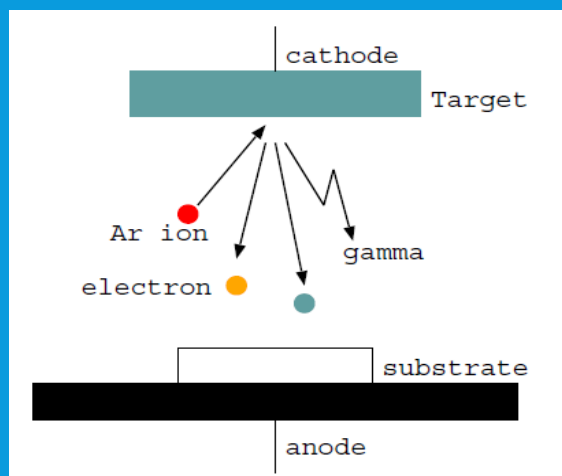 cathode
Target
Ar ion
gamma
electron
substrate
anode